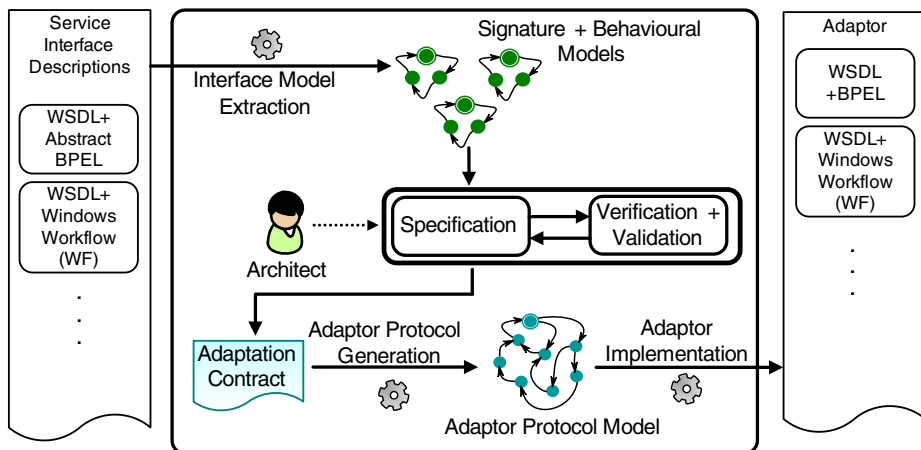 Service
Interface
Descriptions
WSDL+
Abstract
BPEL
WSDL+
Windows
Workflow
(WF)
.
.
.
Interface Model
Extraction
Signature + Behavioural
Models
Architect
Specification
Verification +
Validation
Adaptation
Contract
Adaptor Protocol
Generation
Adaptor Protocol Model
Adaptor
Implementation
Adaptor
WSDL
+BPEL
WSDL+
Windows
Workflow
(WF)
.
.
.